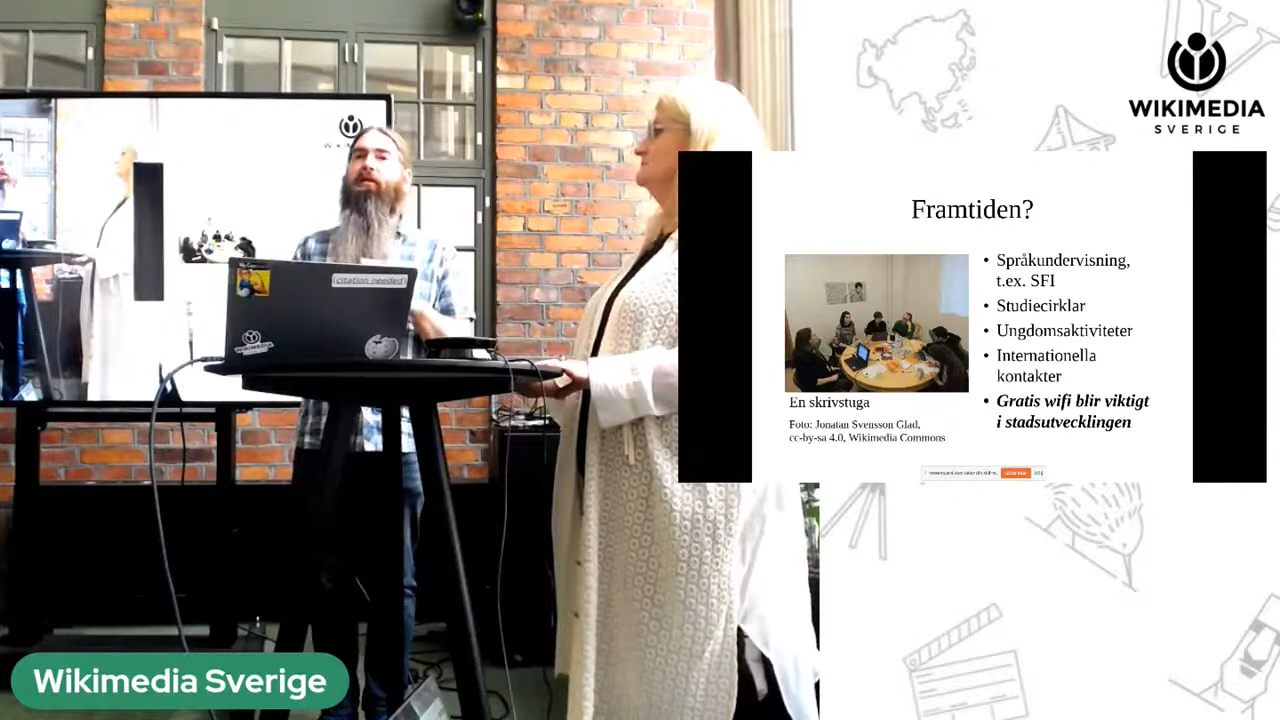 WIKIMEDIA
SVERIGE
Framtiden?
• Språkundervisning,
t.ex. SFI
• Studiecirklar
• Ungdomsaktiviteter
• Internationella
kontakter
• Gratis wifi blir viktigt
i stadsutvecklingen
En skrivstuga
Foto: Jonatan Svensson Glad,
cc-by-sa 4.0, Wikimedia Commons
[citation needed]
Wikimedia Sverige